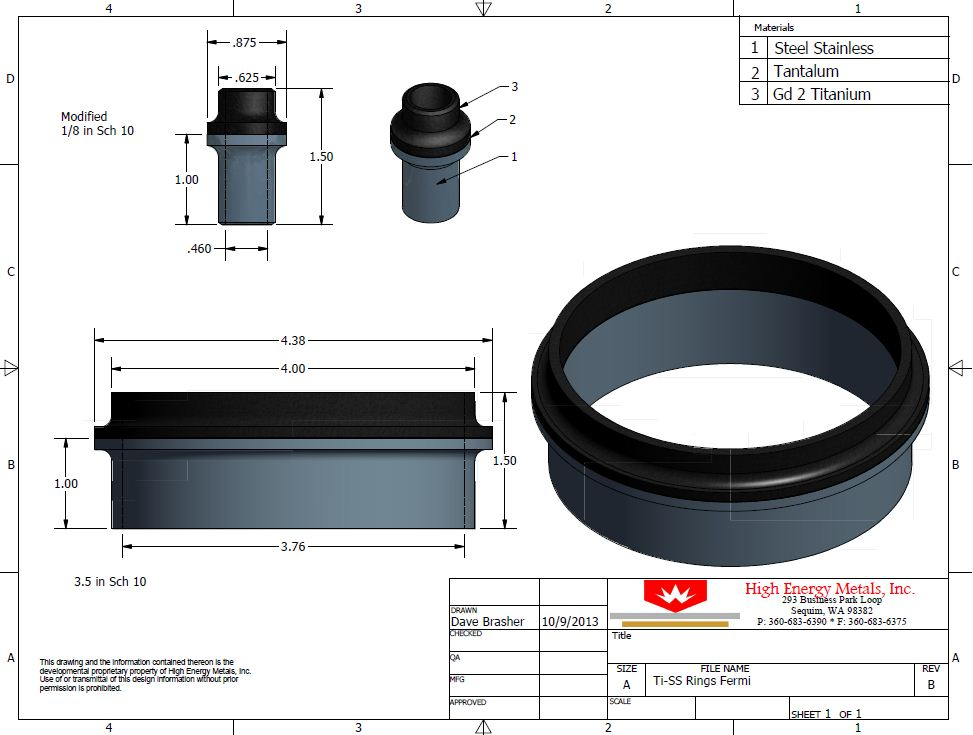 4 3 2 1
Materials
1 Steel Stainless
2 Tantalum
3 Gd 2 Titanium
D D
.875
.625
Modified
1/8 in Sch 10
1.50
1.00
.460
3
2
1
C C
4.38
4.00
1.50
1.00
3.76
B B
3.5 in Sch 10
High Energy Metals, Inc.
293 Business Park Loop
Sequim, WA 98382
P: 360-683-6390 * F: 360-683-6375
DRAWN
Dave Brasher 10/9/2013
CHECKED
QA
MFG
APPROVED
Title
SIZE
A
FILE NAME
Ti-SS Rings Fermi
REV
B
SCALE
SHEET 1 OF 1
A A
This drawing and the information contained thereon is the
developmental proprietary property of High Energy Metals, Inc.
Use of or transmittal of this design information without prior
permission is prohibited.
4 3 2 1